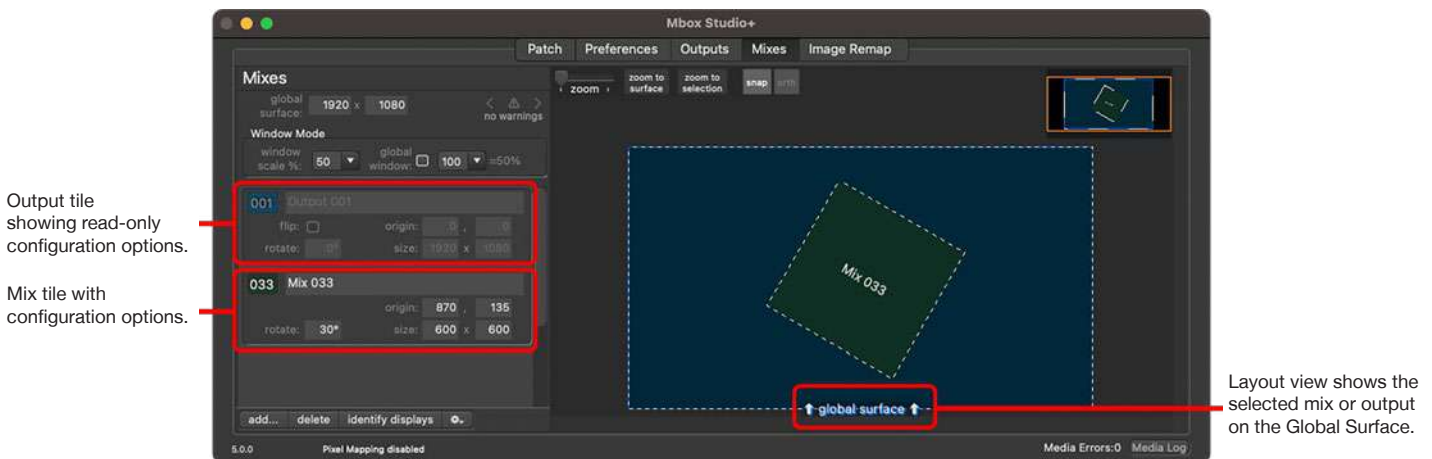 Mbox Studio+
Patch Preferences Outputs Mixes Image Remap
Mixes
global surface: 1920 x 1080
< ⚠ >
no warnings
Window Mode
window scale %: 50 global window: 100 =50%
001 Output 001
flip: origin: .0 , .0
rotate: .0° size: 1920 x 1080
033 Mix 033
origin: 870 , 135
rotate: 30° size: 600 x 600
add... delete identify displays
5.0.0 Pixel Mapping disabled
zoom
zoom to surface
zoom to selection
snap orth
Mix 033
⬆ global surface ⬆
Media Errors:0 Media Log
Output tile
showing read-only
configuration options.
Mix tile with
configuration options.
Layout view shows the
selected mix or output
on the Global Surface.